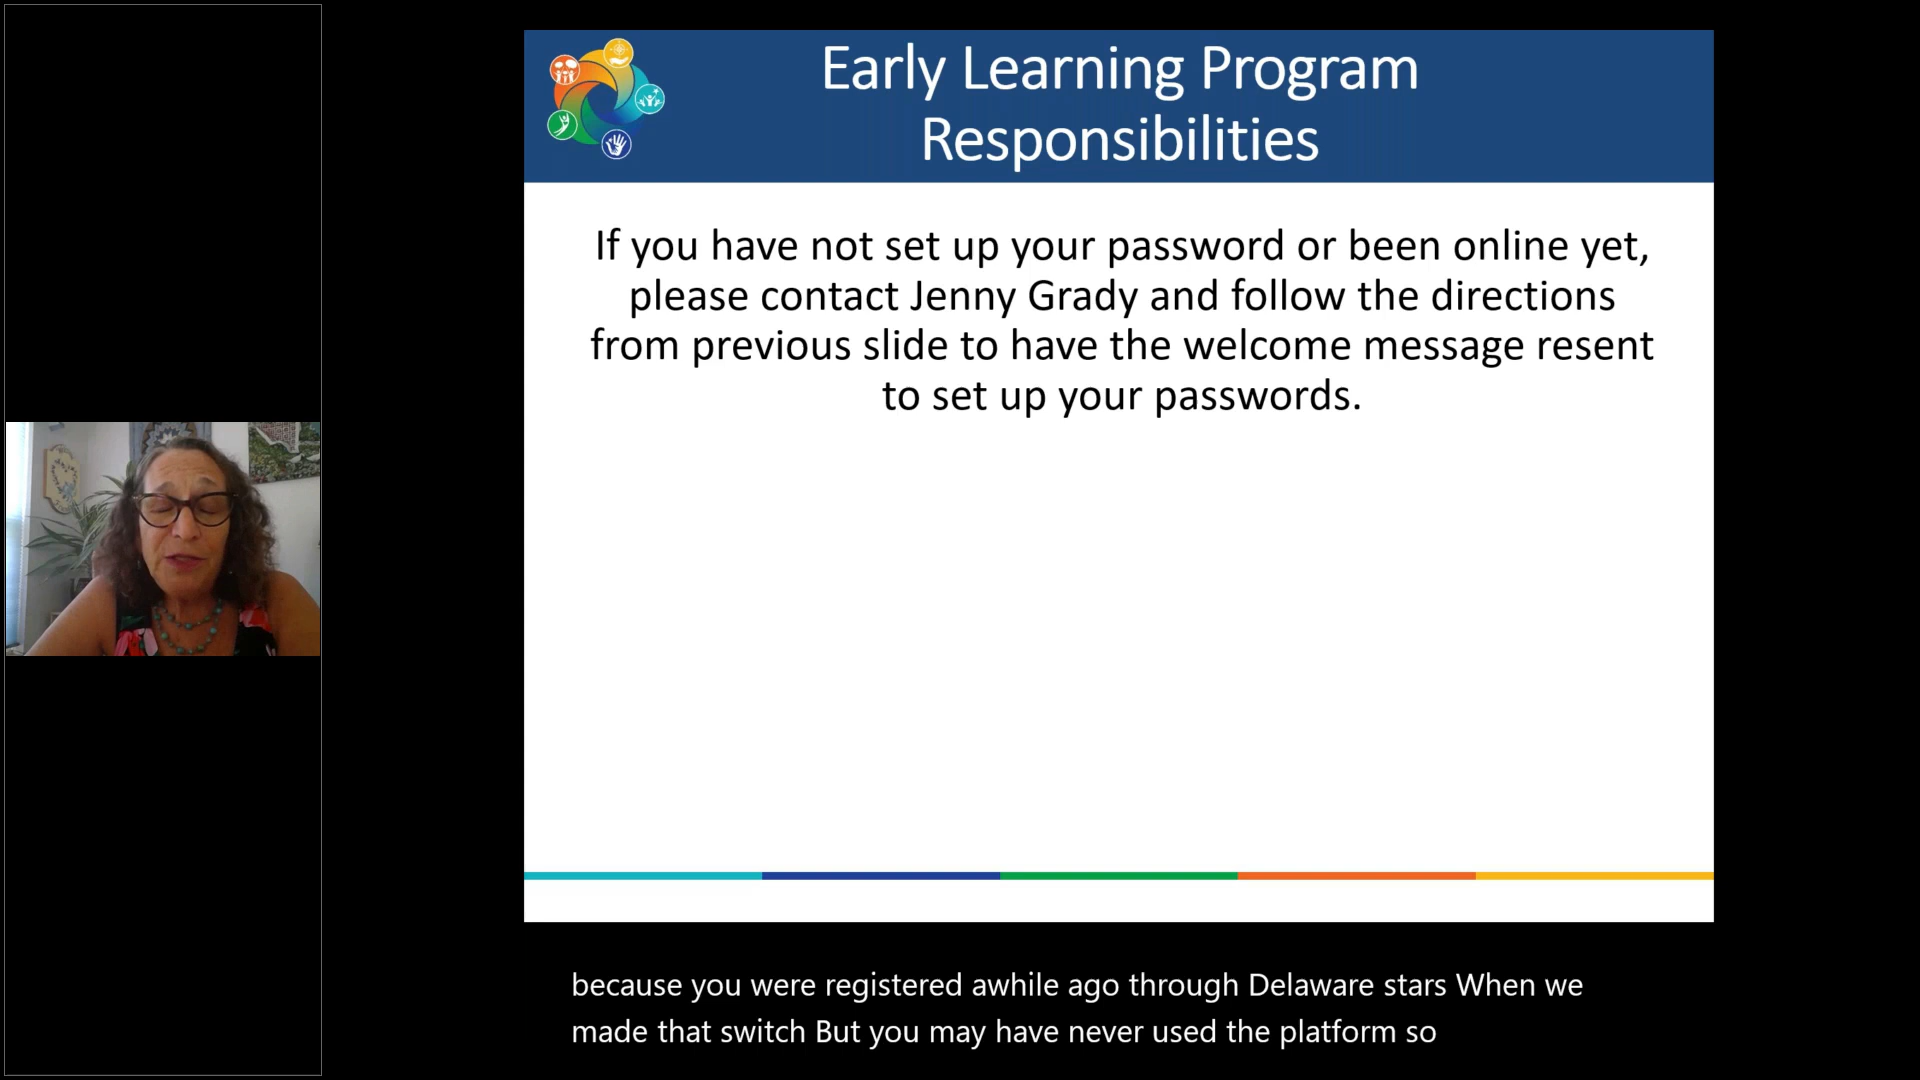 Early Learning Program
Responsibilities
If you have not set up your password or been online yet,
please contact Jenny Grady and follow the directions
from previous slide to have the welcome message resent
to set up your passwords.
because you were registered awhile ago through Delaware stars When we
made that switch But you may have never used the platform so